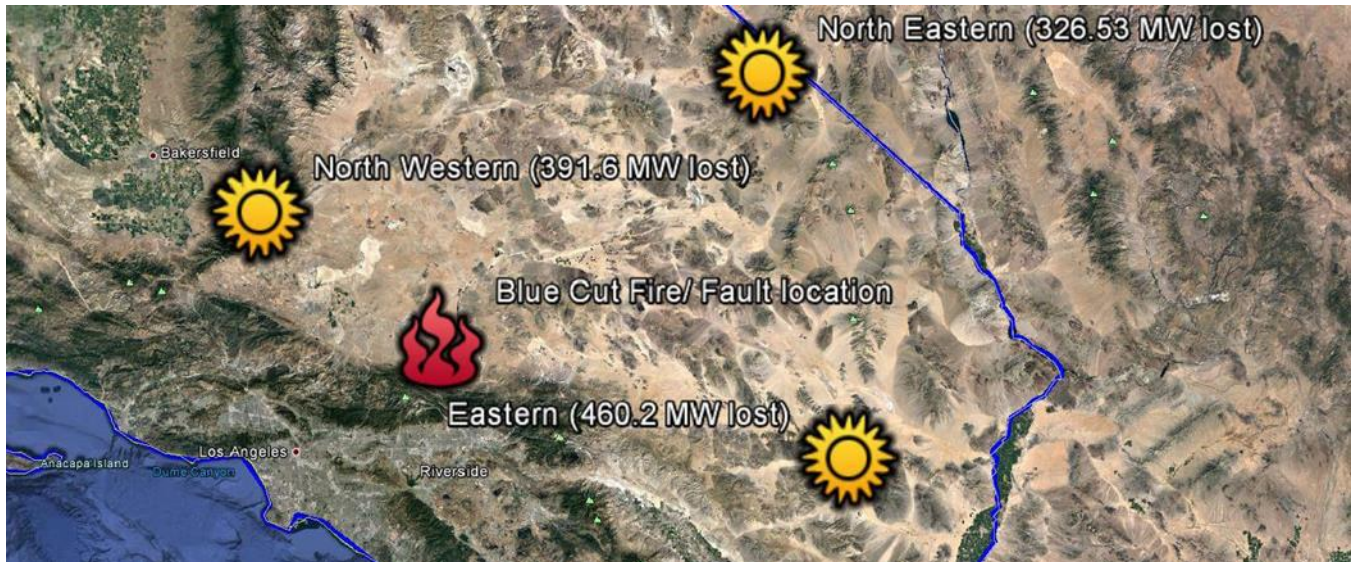 North Eastern (326.53 MW lost)
Bakersfield
North Western (391.6 MW lost)
Blue Cut Fire/ Fault location
Eastern (460.2 MW lost)
Los Angeles
Anacapa Island
Dume Canyon
Riverside